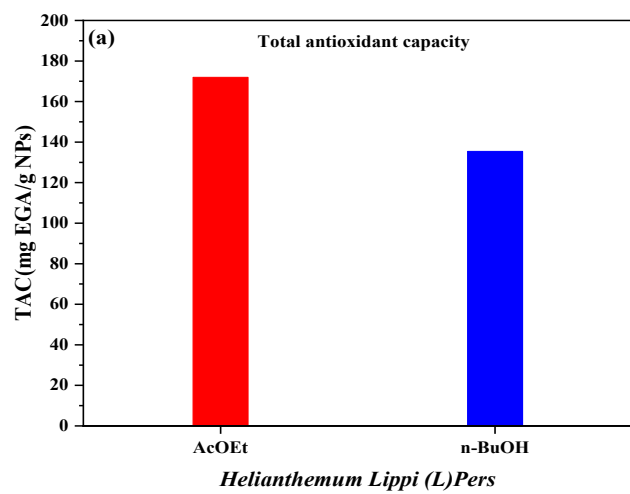 (a)
Total antioxidant capacity
TAC(mg EGA/g NPs)
200
180
160
140
120
100
80
60
40
20
0
AcOEt
n-BuOH
Helianthemum Lippi (L)Pers